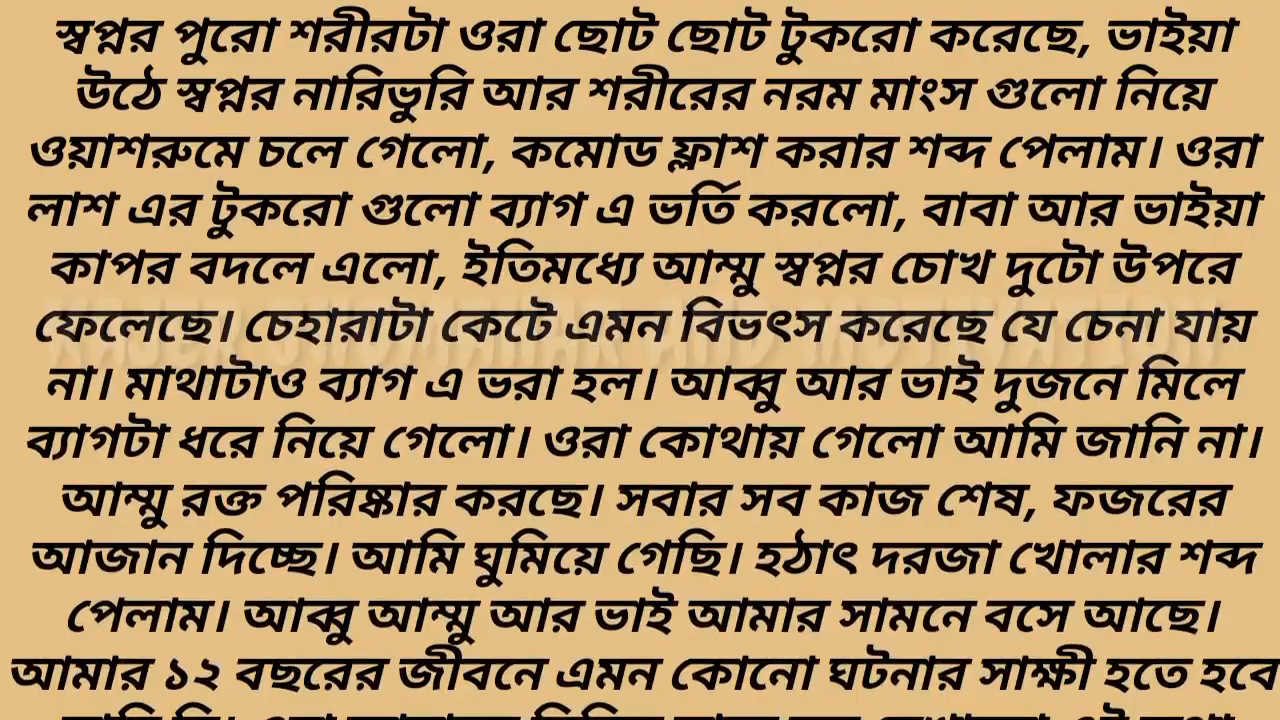 স্বপ্নর পুরো শরীরটা ওরা ছোট ছোট টুকরো করেছে, ভাইয়া
উঠে স্বপ্নর নারিভুরি আর শরীরের নরম মাংস গুলো নিয়ে
ওয়াশরুমে চলে গেলো, কমোড ফ্লাশ করার শব্দ পেলাম। ওরা
লাশ এর টুকরো গুলো ব্যাগ এ ভর্তি করলো, বাবা আর ভাইয়া
কাপর বদলে এলো, ইতিমধ্যে আম্মু স্বপ্নর চোখ দুটো উপরে
ফেলেছে। চেহারাটা কেটে এমন বিভৎস করেছে যে চেনা যায়
না। মাথাটাও ব্যাগ এ ভরা হল। আব্বু আর ভাই দুজনে মিলে
ব্যাগটা ধরে নিয়ে গেলো। ওরা কোথায় গেলো আমি জানি না।
আম্মু রক্ত পরিষ্কার করছে। সবার সব কাজ শেষ, ফজরের
আজান দিচ্ছে। আমি ঘুমিয়ে গেছি। হঠাৎ দরজা খোলার শব্দ
পেলাম। আব্বু আম্মু আর ভাই আমার সামনে বসে আছে।
আমার ১২ বছরের জীবনে এমন কোনো ঘটনার সাক্ষী হতে হবে